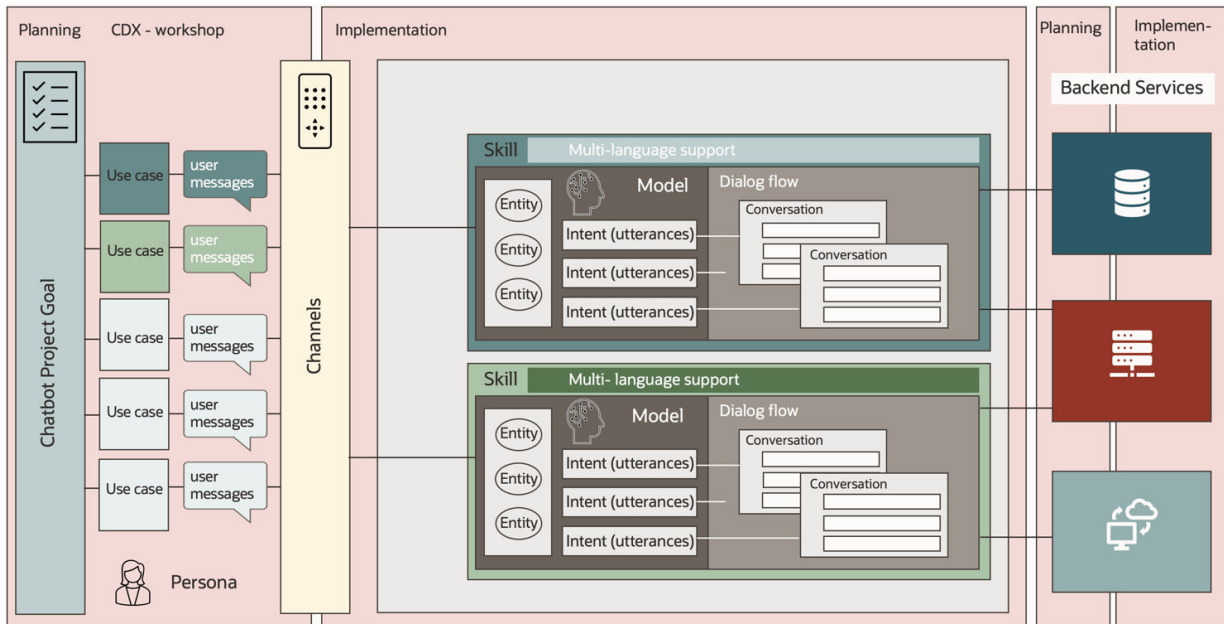 Planning
CDX - workshop
Implementation
Planning
Implemen-
tation
Chatbot Project Goal
Use case
user
messages
Use case
user
messages
Use case
user
messages
Use case
user
messages
Use case
user
messages
Persona
Channels
Skill
Multi-language support
Entity
Entity
Entity
Model
Intent (utterances)
Intent (utterances)
Intent (utterances)
Dialog flow
Conversation
Conversation
Skill
Multi- language support
Entity
Entity
Entity
Model
Intent (utterances)
Intent (utterances)
Intent (utterances)
Dialog flow
Conversation
Conversation
Backend Services